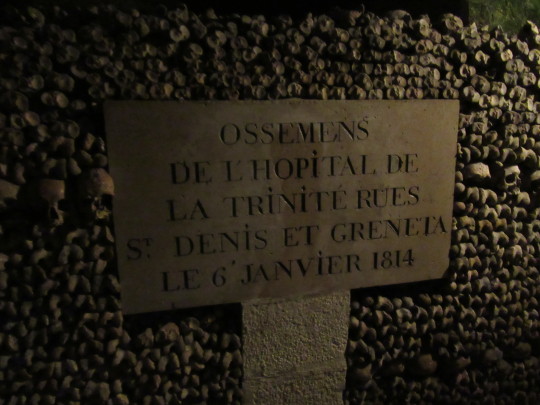 OSSEMENS
DE L'HOPITAL DE
LA TRINITÉ RUES
ST. DENIS ET GRENETA
LE 6 JANVIER 1814